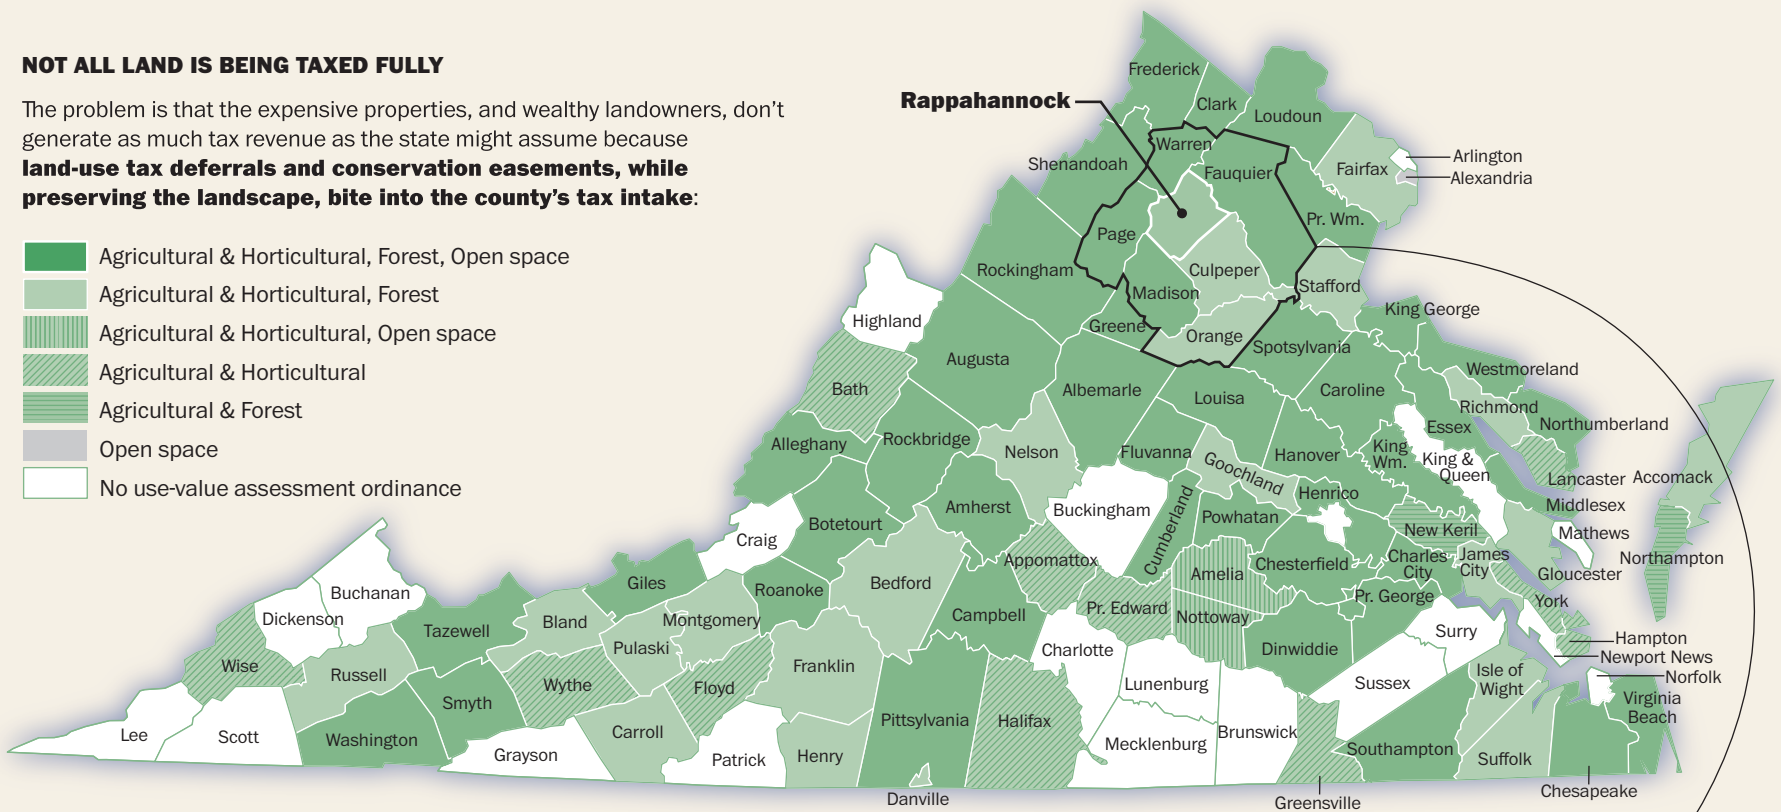 NOT ALL LAND IS BEING TAXED FULLY
The problem is that the expensive properties, and wealthy landowners, don't
generate as much tax revenue as the state might assume because
land-use tax deferrals and conservation easements, while
preserving the landscape, bite into the county's tax intake:
Agricultural & Horticultural, Forest, Open space
Agricultural & Horticultural, Forest
Agricultural & Horticultural, Open space
Agricultural & Horticultural
Agricultural & Forest
Open space
No use-value assessment ordinance
Rappahannock
Frederick
Clark
Loudoun
Warren
Shenandoah
Fauquier
Fairfax
Arlington
Alexandria
Page
Pr. Wm.
Rockingham
Culpeper
Madison
Stafford
Highland
Greene
Orange
King George
Augusta
Spotsylvania
Westmoreland
Bath
Albemarle
Louisa
Caroline
Richmond
Northumberland
Alleghany
Rockbridge
Nelson
Fluvanna
Goochland
Hanover
King
Wm.
Essex
King &
Queen
Lancaster
Accomack
Henrico
Middlesex
Botetourt
Amherst
Buckingham
Cumberland
Powhatan
New Keril
Mathews
Craig
Appomattox
Amelia
Chesterfield
Charles
City
James
City
Gloucester
Northampton
Giles
Roanoke
Bedford
Campbell
Pr. Edward
Nottoway
Pr. George
York
Buchanan
Dickenson
Tazewell
Bland
Montgomery
Pulaski
Surry
Hampton
Newport News
Norfolk
Wise
Russell
Wythe
Floyd
Franklin
Charlotte
Lunenburg
Dinwiddie
Sussex
Isle of
Wight
Virginia
Beach
Smyth
Lee
Scott
Washington
Grayson
Carroll
Patrick
Henry
Pittsylvania
Halifax
Mecklenburg
Brunswick
Southampton
Suffolk
Danville
Greensville
Chesapeake